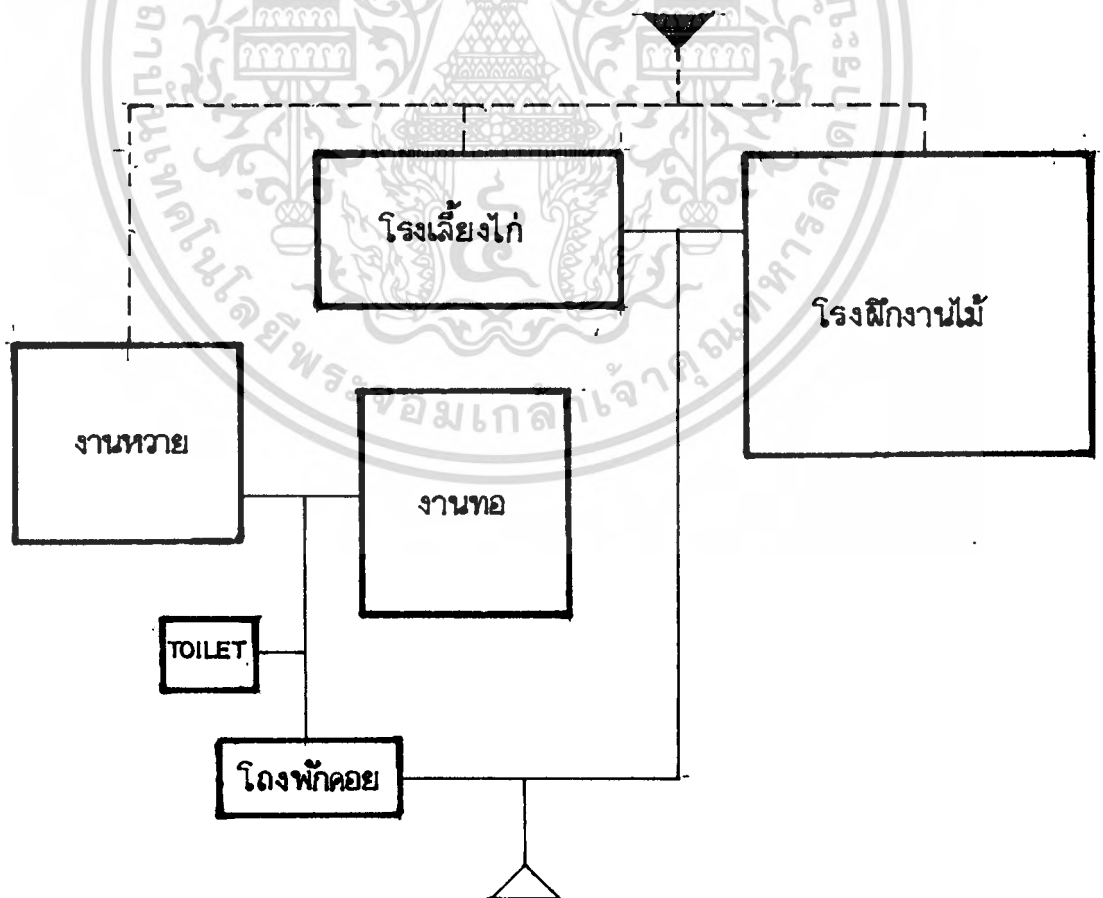 โรงเลี้ยงไก่
โรงฝึกงานไม้
งานหวาย
งานทอ
TOILET
โถงพักคอย